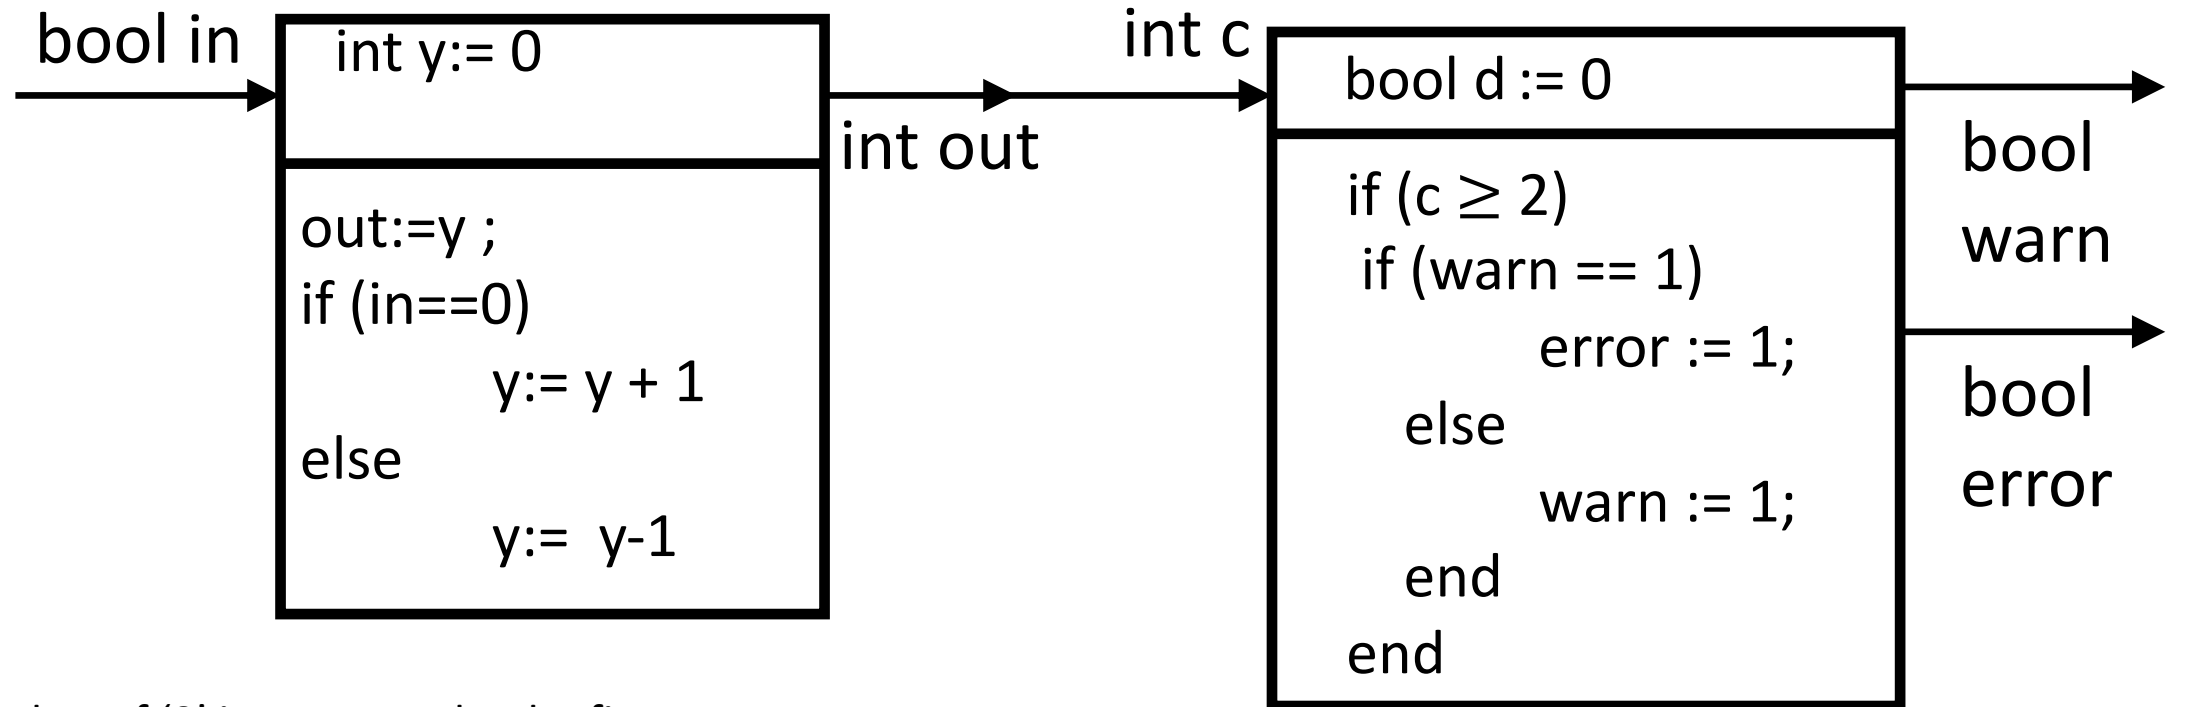 bool in
int y:= 0
out:=y ;
if (in==0)
y:= y + 1
else
y:= y-1
int out
int c
bool d := 0
if (c ≥ 2)
if (warn == 1)
error := 1;
else
warn := 1;
end
end
bool
warn
bool
error